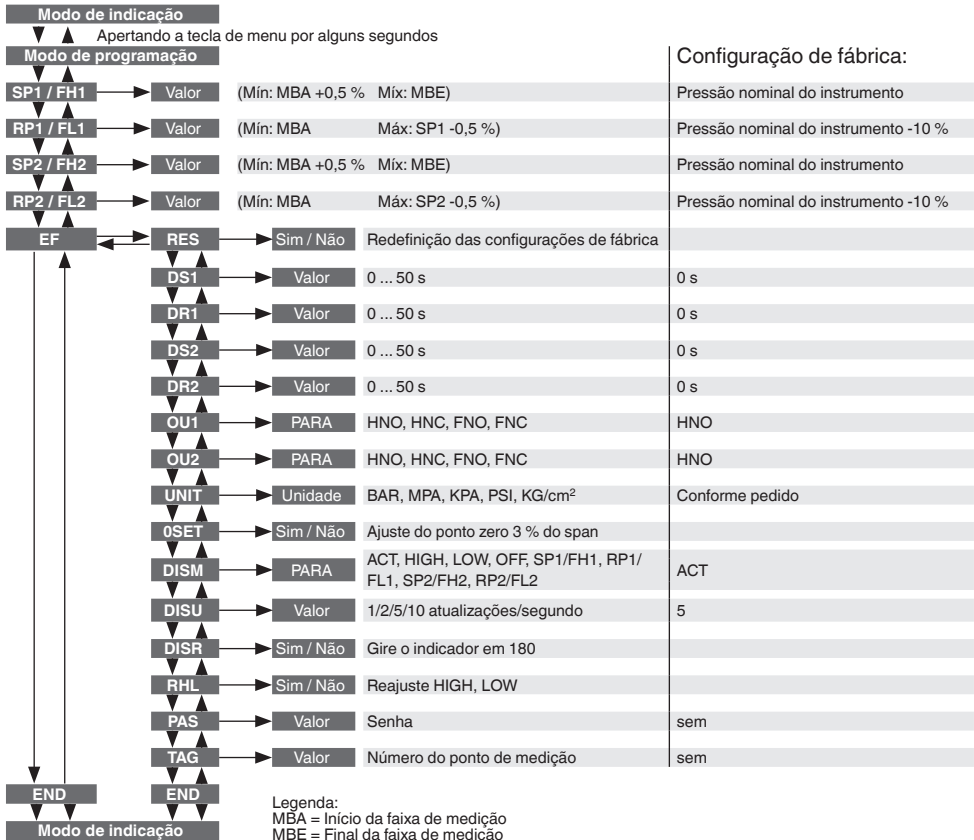 Modo de indicação
Apertando a tecla de menu por alguns segundos
Modo de programação
Configuração de fábrica:
SP1 / FH1 Valor (Mín: MBA +0,5 % Míx: MBE) Pressão nominal do instrumento
RP1 / FL1 Valor (Mín: MBA Máx: SP1 -0,5 %) Pressão nominal do instrumento -10 %
SP2 / FH2 Valor (Mín: MBA +0,5 % Míx: MBE) Pressão nominal do instrumento
RP2 / FL2 Valor (Mín: MBA Máx: SP2 -0,5 %) Pressão nominal do instrumento -10 %
EF RES Sim / Não Redefinição das configurações de fábrica
DS1 Valor 0 ... 50 s 0 s
DR1 Valor 0 ... 50 s 0 s
DS2 Valor 0 ... 50 s 0 s
DR2 Valor 0 ... 50 s 0 s
OU1 PARA HNO, HNC, FNO, FNC HNO
OU2 PARA HNO, HNC, FNO, FNC HNO
UNIT Unidade BAR, MPA, KPA, PSI, KG/cm² Conforme pedido
0SET Sim / Não Ajuste do ponto zero 3 % do span
DISM PARA ACT, HIGH, LOW, OFF, SP1/FH1, RP1/
FL1, SP2/FH2, RP2/FL2 ACT
DISU Valor 1/2/5/10 atualizações/segundo 5
DISR Sim / Não Gire o indicador em 180
RHL Sim / Não Reajuste HIGH, LOW
PAS Valor Senha sem
TAG Valor Número do ponto de medição sem
END END
Modo de indicação
Legenda:
MBA = Início da faixa de medição
MBE = Final da faixa de medição